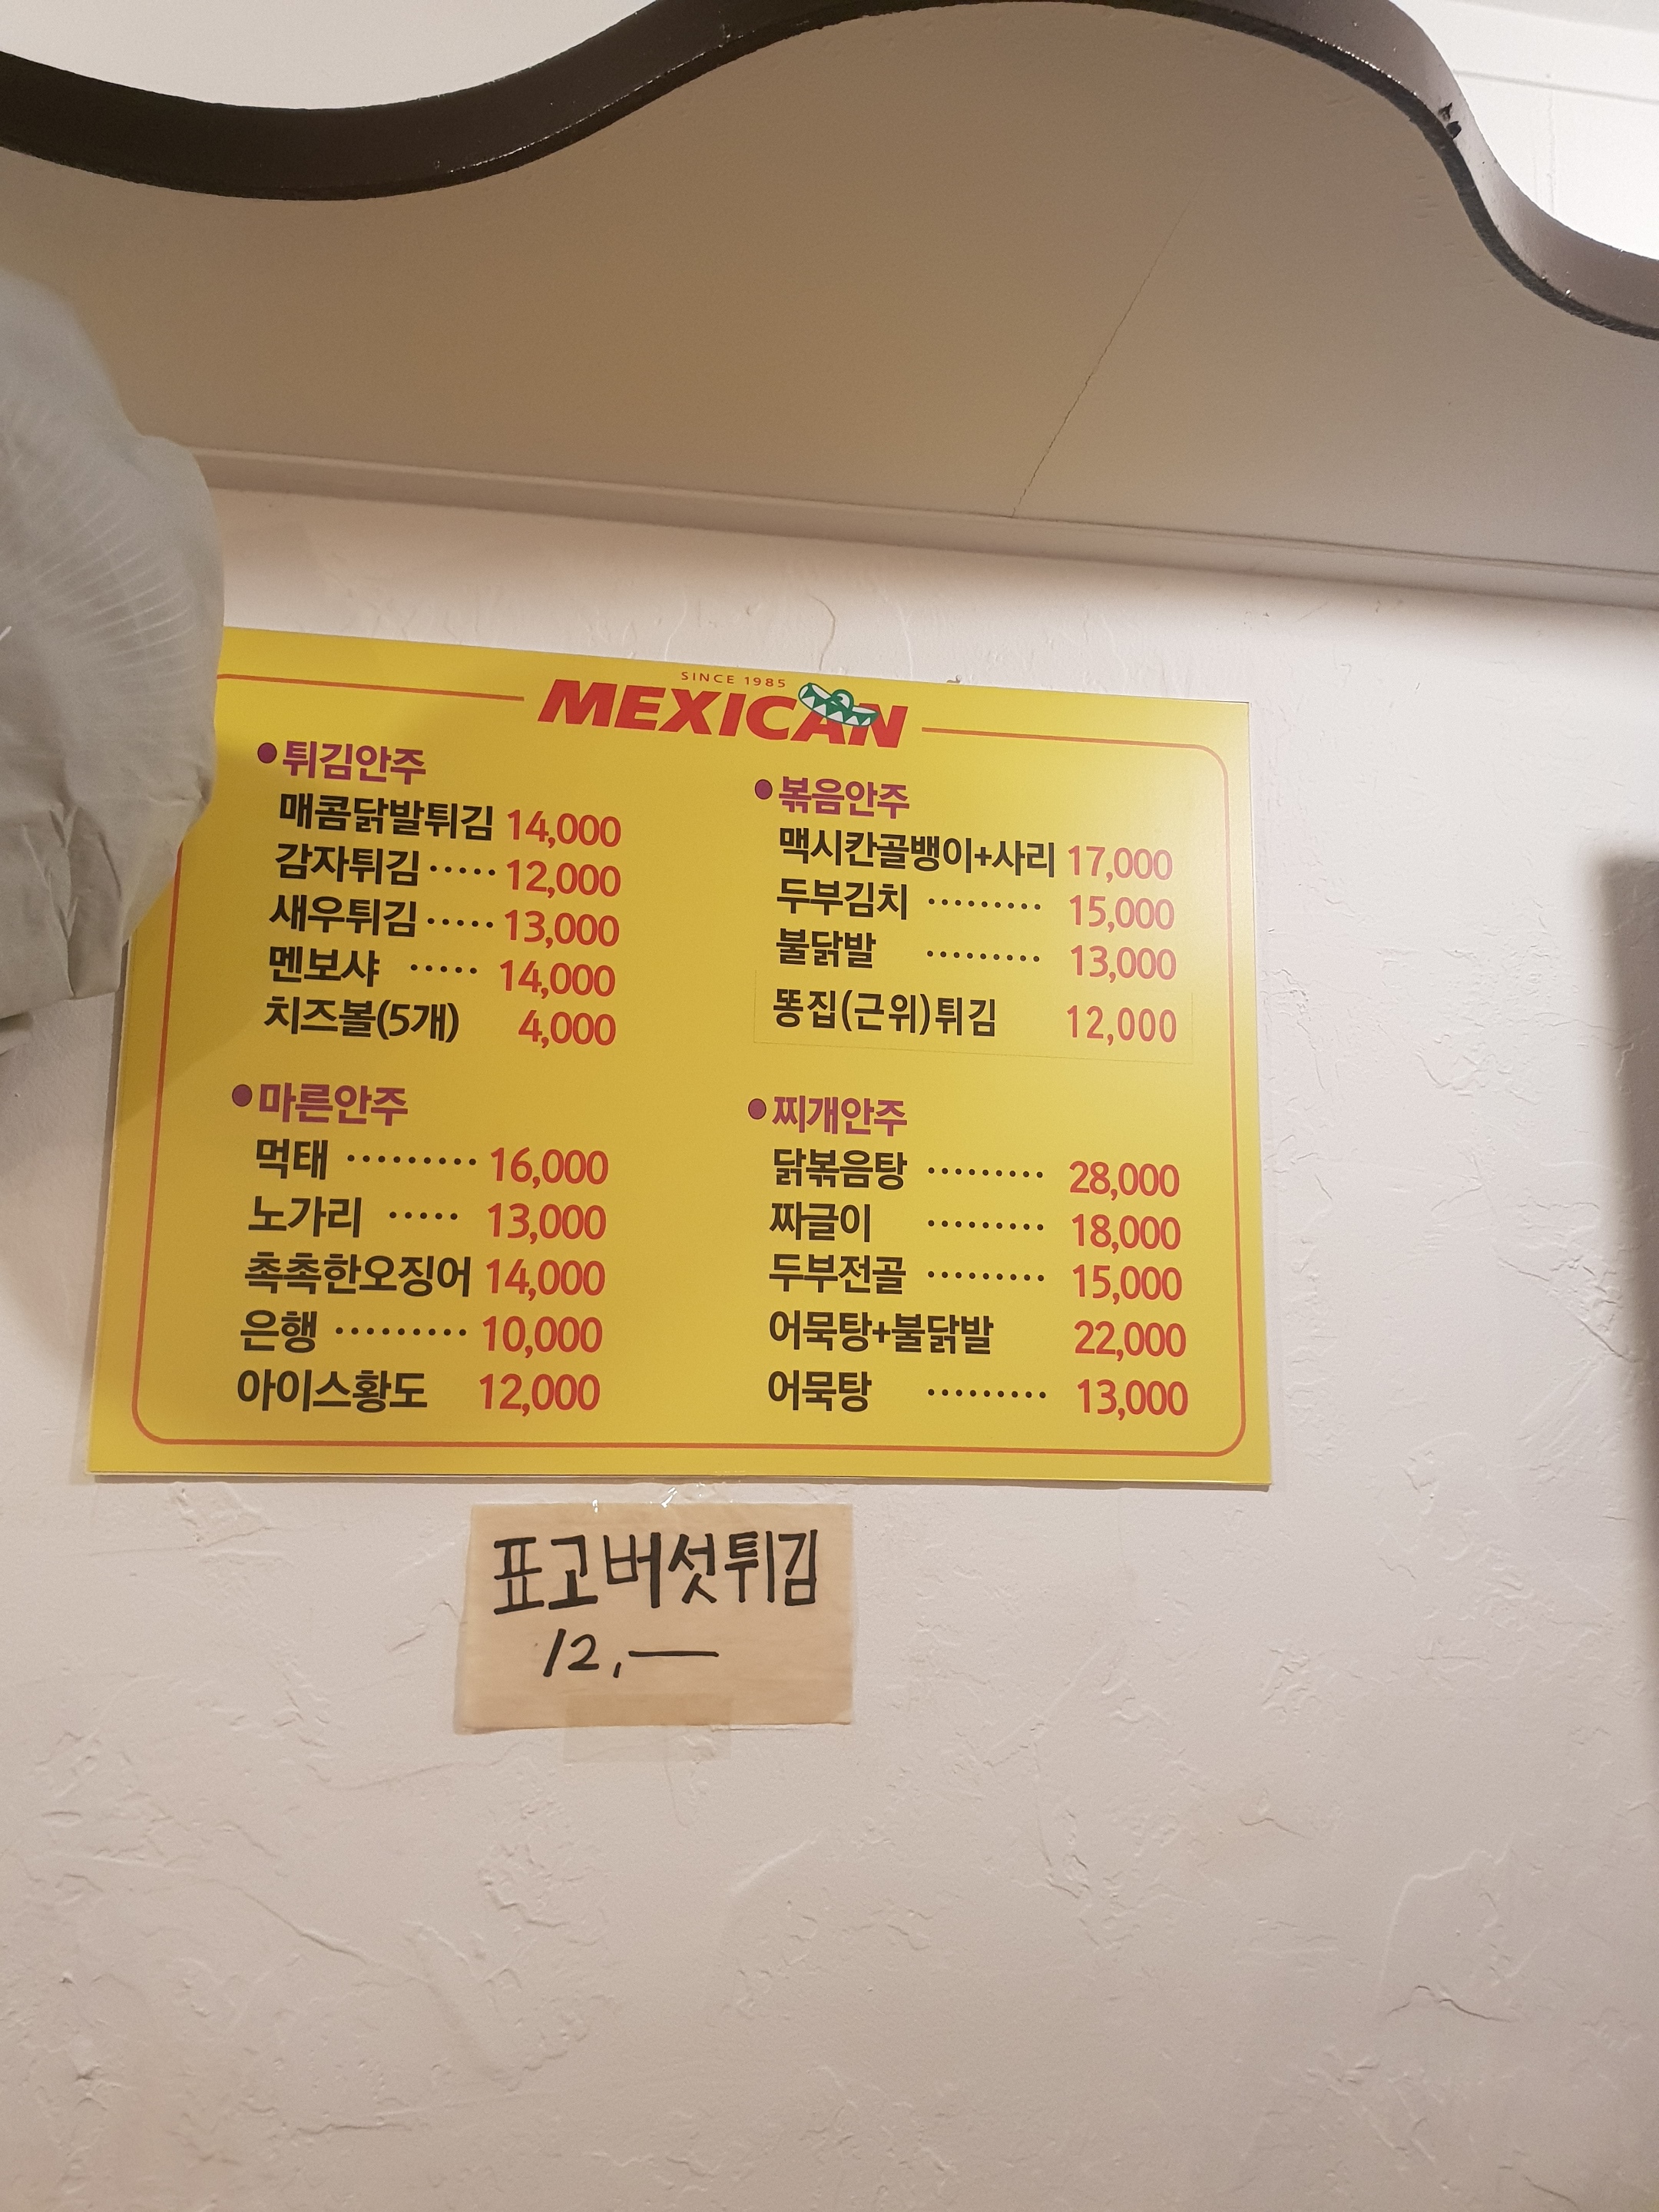 SINCE 1985
MEXICAN
튀김안주
매콤닭발튀김 14,000
감자튀김 ····· 12,000
새우튀김 ····· 13,000
멘보샤 ····· 14,000
치즈볼(5개) 4,000
마른안주
먹태 ········· 16,000
노가리 ····· 13,000
촉촉한오징어 14,000
은행 ········· 10,000
아이스황도 12,000
볶음안주
맥시칸골뱅이+사리 17,000
두부김치 ········· 15,000
불닭발 ········· 13,000
똥집(근위)튀김 12,000
찌개안주
닭볶음탕 ········· 28,000
짜글이 ········· 18,000
두부전골 ········· 15,000
어묵탕+불닭발 22,000
어묵탕 ········· 13,000
표고버섯튀김
12,—